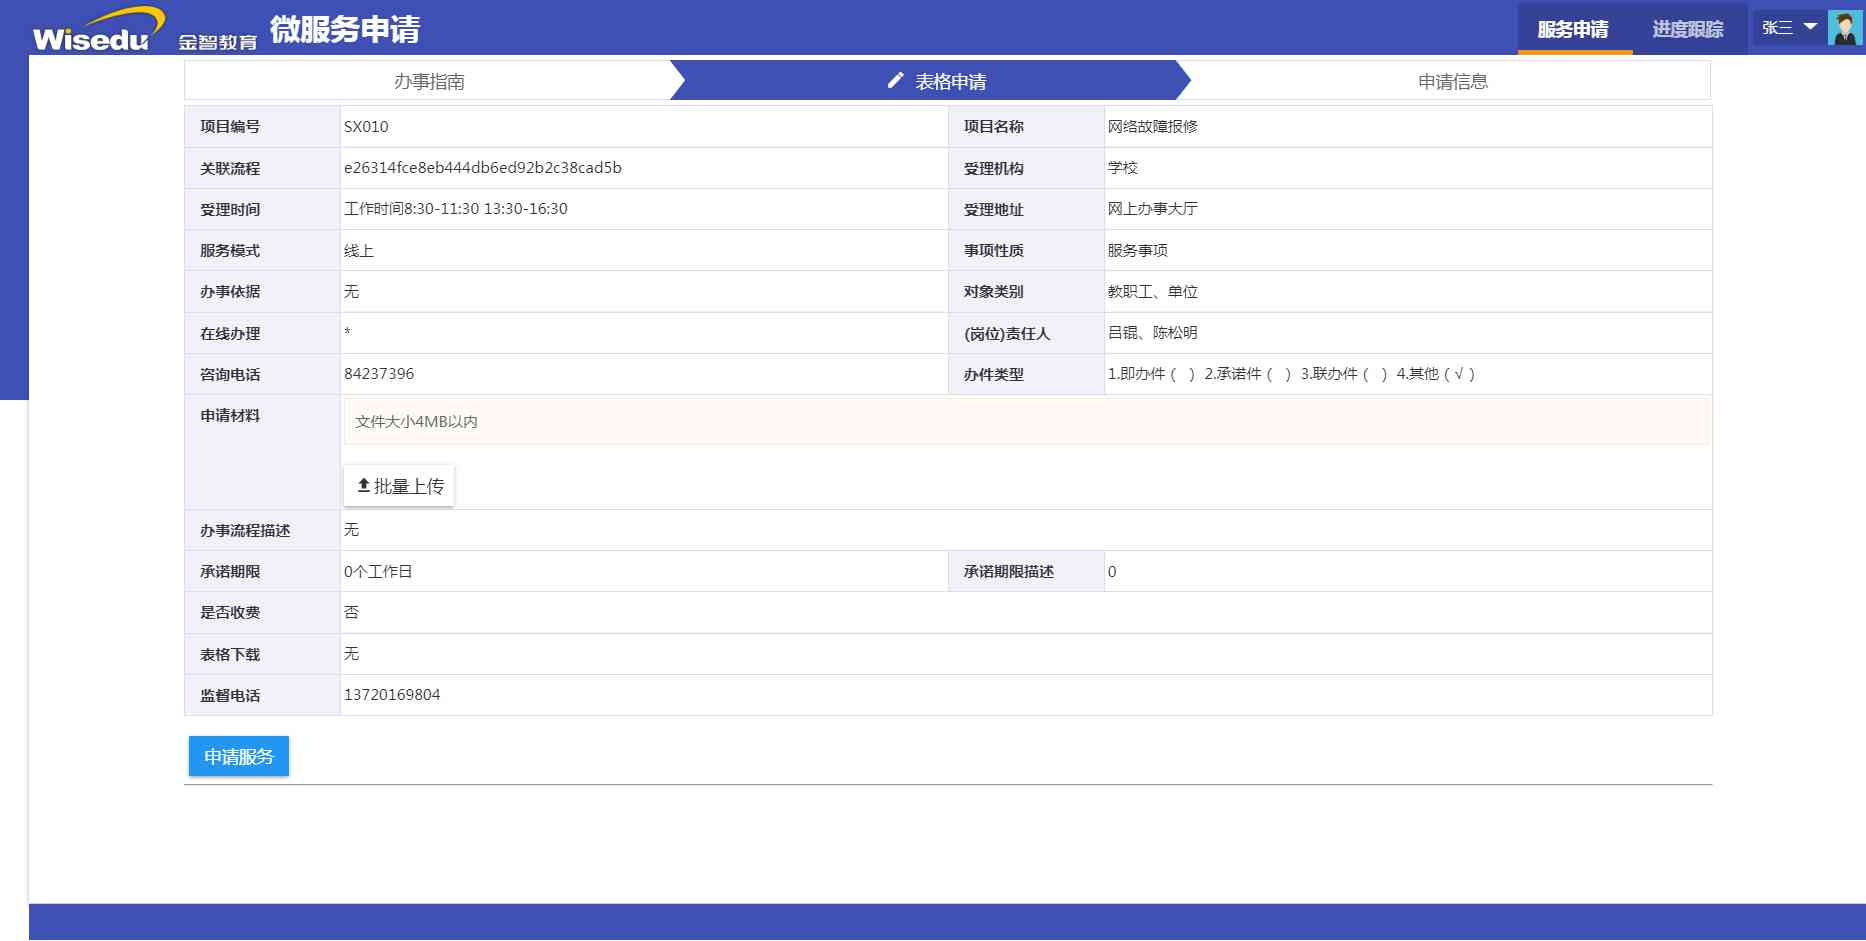 Wisedu 金智教育 微服务申请 服务申请 进度跟踪 张三
办事指南 表格申请 申请信息
项目编号 SX010 项目名称 网络故障报修
关联流程 e26314fce8eb444db6ed92b2c38cad5b 受理机构 学校
受理时间 工作时间8:30-11:30 13:30-16:30 受理地址 网上办事大厅
服务模式 线上 事项性质 服务事项
办事依据 无 对象类别 教职工、单位
在线办理 * (岗位)责任人 吕锟、陈松明
咨询电话 84237396 办件类型 1.即办件（ ）2.承诺件（ ）3.联办件（ ）4.其他（√）
申请材料 文件大小4MB以内
批量上传
办事流程描述 无
承诺期限 0个工作日 承诺期限描述 0
是否收费 否
表格下载 无
监督电话 13720169804
申请服务